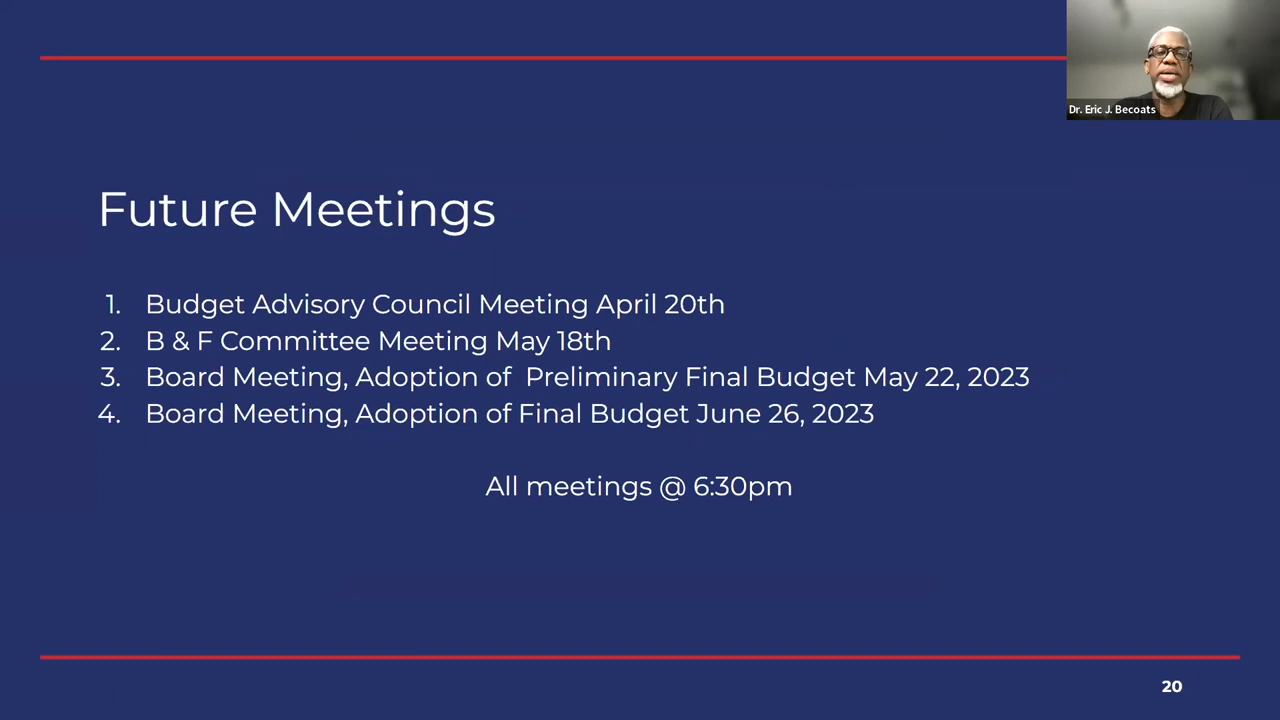 Dr. Eric J. Becoats
Future Meetings
1. Budget Advisory Council Meeting April 20th
2. B & F Committee Meeting May 18th
3. Board Meeting, Adoption of  Preliminary Final Budget May 22, 2023
4. Board Meeting, Adoption of Final Budget June 26, 2023
All meetings @ 6:30pm
20